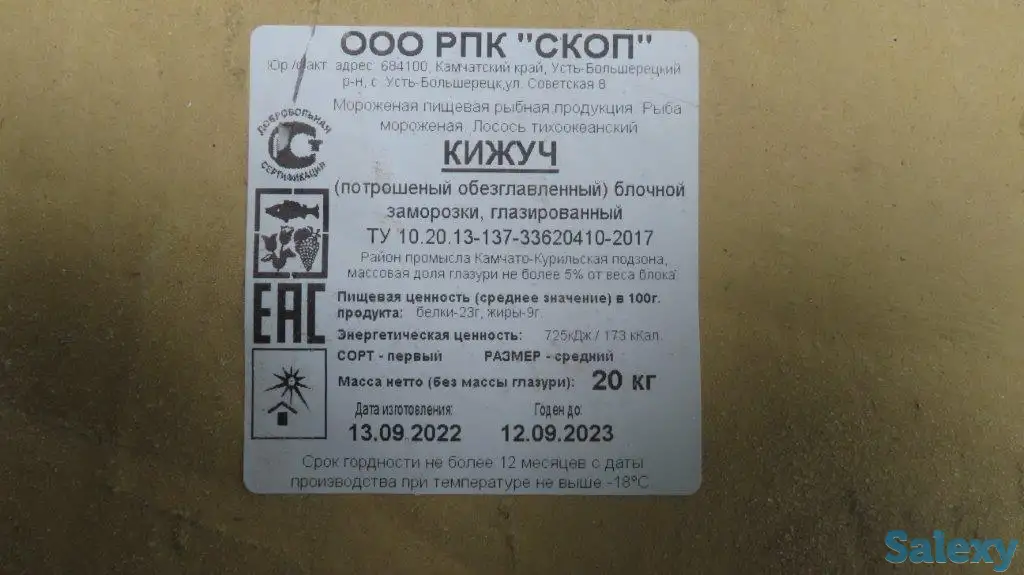 ООО РПК "СКОП"
Юр./Факт. адрес: 684100, Камчатский край, Усть-Большерецкий
р-н, с. Усть-Большерецк,ул. Советская 8
Мороженая пищевая рыбная продукция. Рыба
мороженая. Лосось тихоокеанский
КИЖУЧ
(потрошеный обезглавленный) блочной
заморозки, глазированный
ТУ 10.20.13-137-33620410-2017
Район промысла Камчато-Курильская подзона,
массовая доля глазури не более 5% от веса блока.
Пищевая ценность (среднее значение) в 100г.
продукта: белки-23г, жиры-9г.
Энергетическая ценность: 725кДж / 173 кКал.
СОРТ - первый РАЗМЕР - средний
Масса нетто (без массы глазури): 20 кг
Дата изготовления: Годен до:
13.09.2022 12.09.2023
Срок гордности не более 12 месяцев с даты
производства при температуре не выше -18°С.
ДОБРОВОЛЬНАЯ
СЕРТИФИКАЦИЯ
ЕАС
Salexy